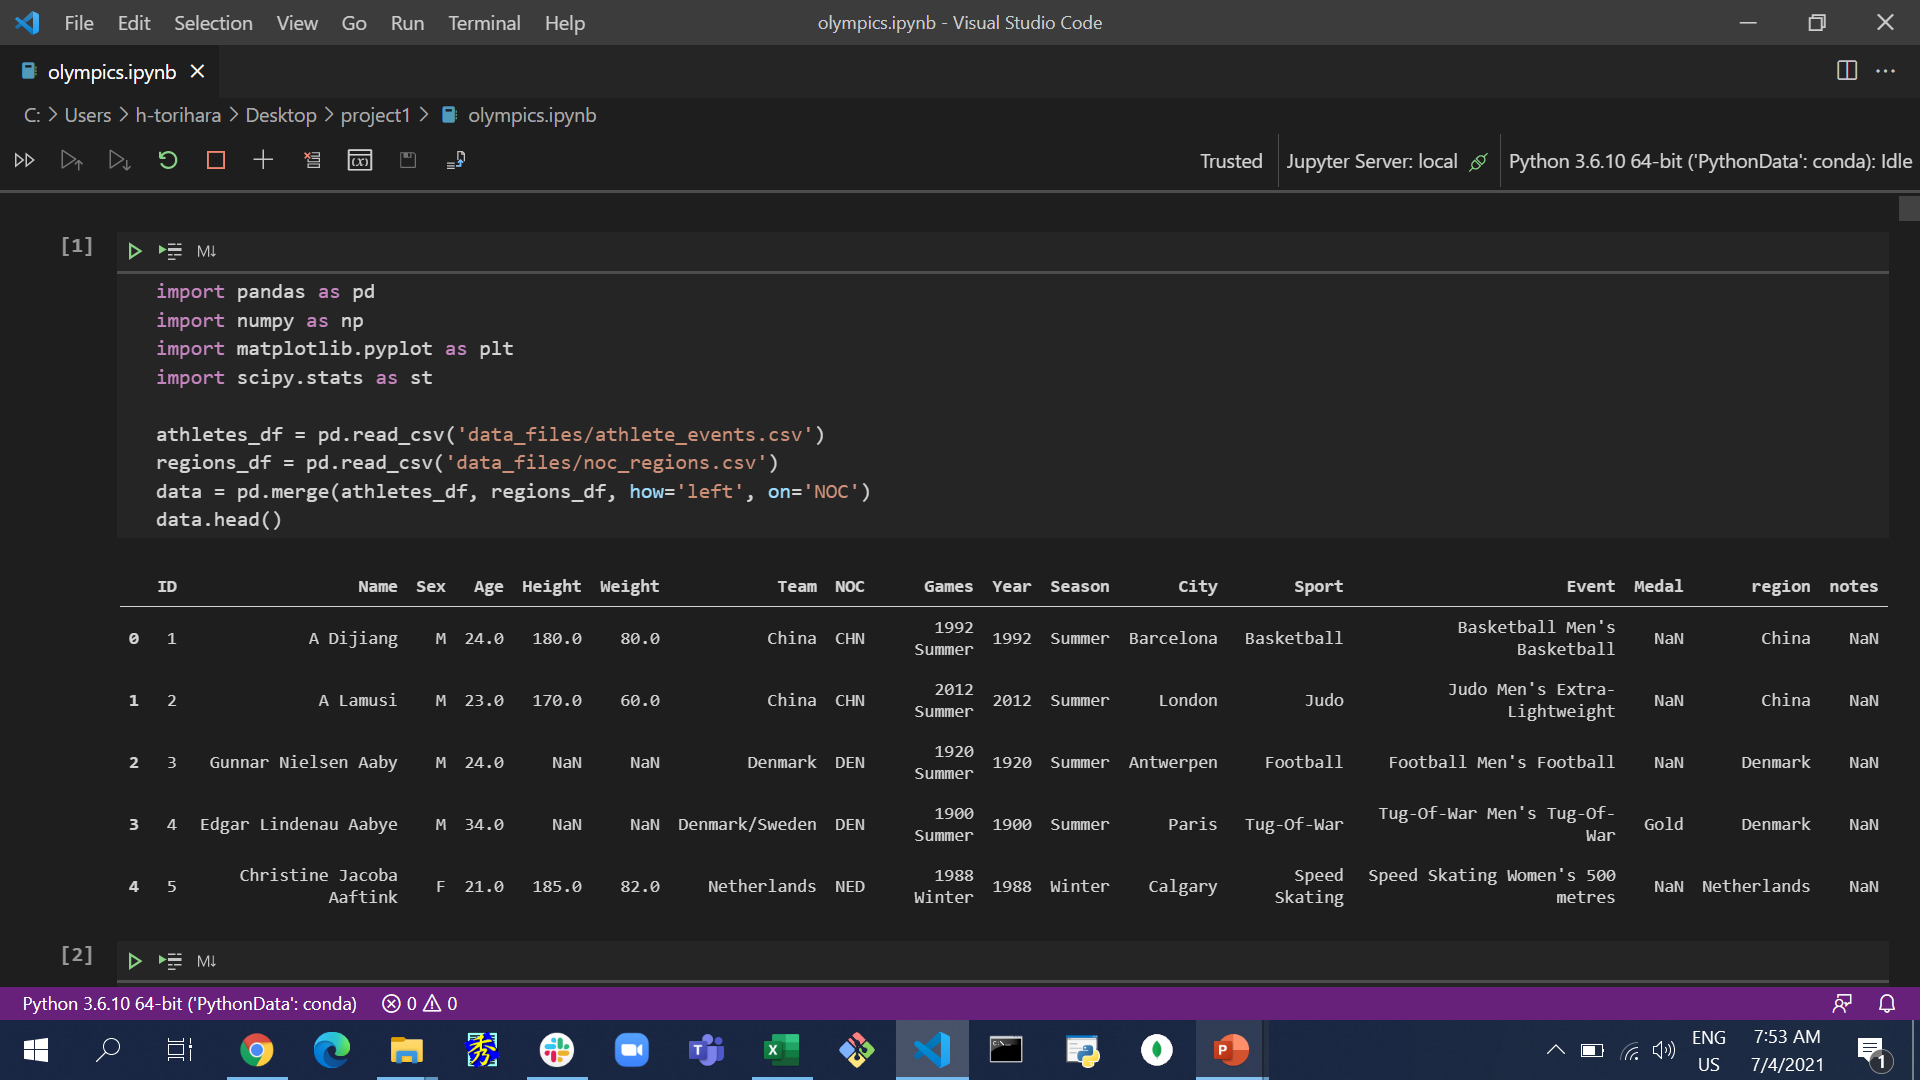 File Edit Selection View Go Run Terminal Help olympics.ipynb - Visual Studio Code
olympics.ipynb
C: > Users > h-torihara > Desktop > project1 > olympics.ipynb
Trusted Jupyter Server: local Python 3.6.10 64-bit ('PythonData': conda): Idle
[1] M↓
import pandas as pd
import numpy as np
import matplotlib.pyplot as plt
import scipy.stats as st
athletes_df = pd.read_csv('data_files/athlete_events.csv')
regions_df = pd.read_csv('data_files/noc_regions.csv')
data = pd.merge(athletes_df, regions_df, how='left', on='NOC')
data.head()
ID Name Sex Age Height Weight Team NOC Games Year Season City Sport Event Medal region notes
0 1 A Dijiang M 24.0 180.0 80.0 China CHN 1992 Summer 1992 Summer Barcelona Basketball Basketball Men's Basketball NaN China NaN
1 2 A Lamusi M 23.0 170.0 60.0 China CHN 2012 Summer 2012 Summer London Judo Judo Men's Extra-Lightweight NaN China NaN
2 3 Gunnar Nielsen Aaby M 24.0 NaN NaN Denmark DEN 1920 Summer 1920 Summer Antwerpen Football Football Men's Football NaN Denmark NaN
3 4 Edgar Lindenau Aabye M 34.0 NaN NaN Denmark/Sweden DEN 1900 Summer 1900 Summer Paris Tug-Of-War Tug-Of-War Men's Tug-Of-War Gold Denmark NaN
4 5 Christine Jacoba Aaftink F 21.0 185.0 82.0 Netherlands NED 1988 Winter 1988 Winter Calgary Speed Skating Speed Skating Women's 500 metres NaN Netherlands NaN
[2] M↓
Python 3.6.10 64-bit ('PythonData': conda) 0 0
秀
ENG 7:53 AM
US 7/4/2021 1